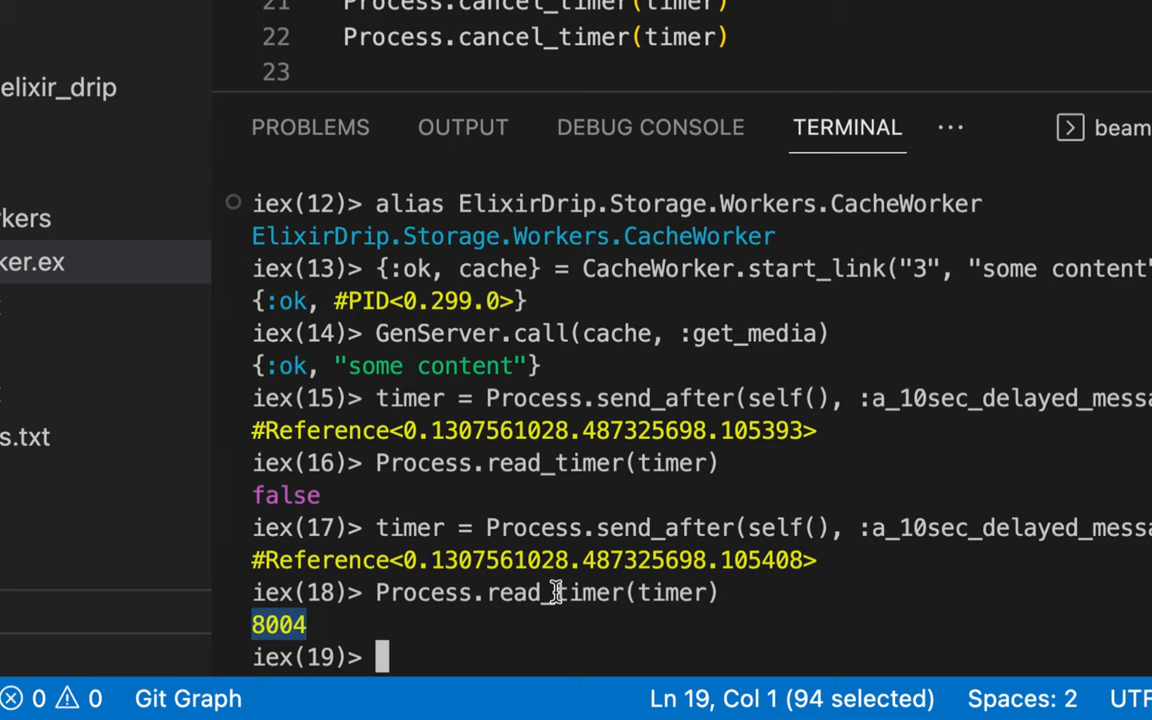 21 Process.cancel_timer(timer)
22 Process.cancel_timer(timer)
23
elixir_drip
kers
ker.ex
s.txt
PROBLEMS OUTPUT DEBUG CONSOLE TERMINAL ··· beam
iex(12)> alias ElixirDrip.Storage.Workers.CacheWorker
ElixirDrip.Storage.Workers.CacheWorker
iex(13)> {:ok, cache} = CacheWorker.start_link("3", "some content"
{:ok, #PID<0.299.0>}
iex(14)> GenServer.call(cache, :get_media)
{:ok, "some content"}
iex(15)> timer = Process.send_after(self(), :a_10sec_delayed_messa
#Reference<0.1307561028.487325698.105393>
iex(16)> Process.read_timer(timer)
false
iex(17)> timer = Process.send_after(self(), :a_10sec_delayed_messa
#Reference<0.1307561028.487325698.105408>
iex(18)> Process.read_timer(timer)
8004
iex(19)>
0 0 Git Graph Ln 19, Col 1 (94 selected) Spaces: 2 UTF